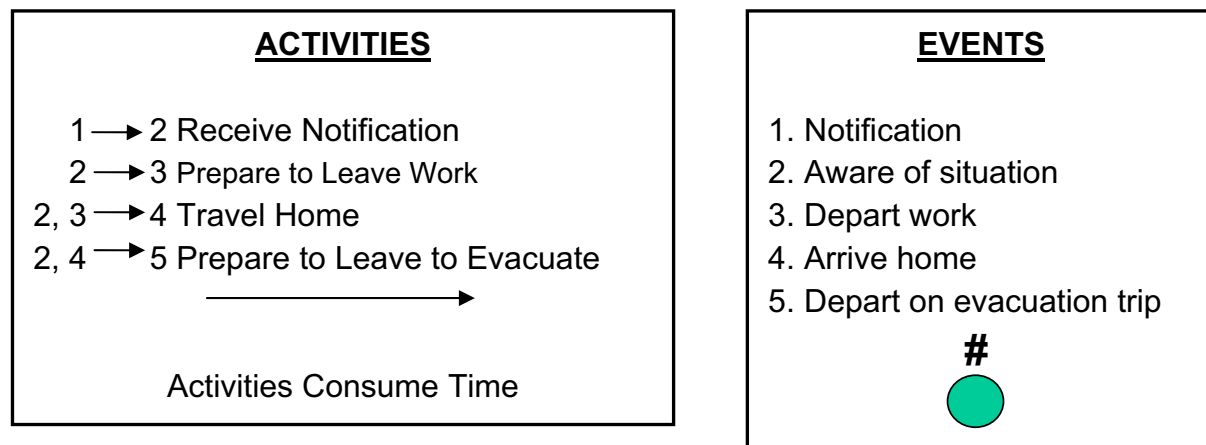 ACTIVITIES
1 → 2 Receive Notification
2 → 3 Prepare to Leave Work
2, 3 → 4 Travel Home
2, 4 → 5 Prepare to Leave to Evacuate
Activities Consume Time
EVENTS
1. Notification
2. Aware of situation
3. Depart work
4. Arrive home
5. Depart on evacuation trip
#